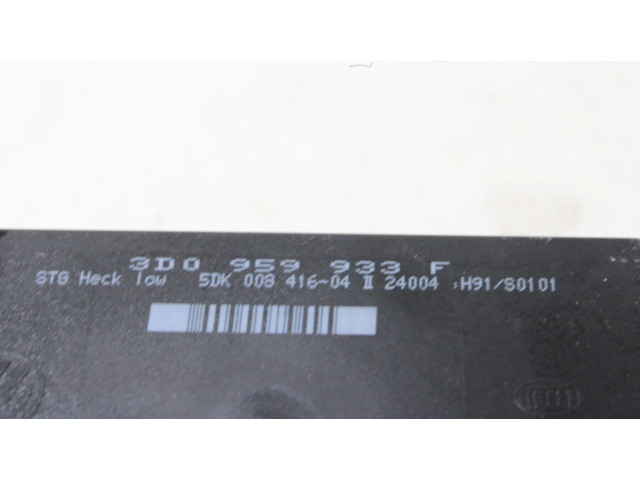 3D0 959 933 F
STG Heck low 5DK 008 416-04 II 24004 :H91/S0101